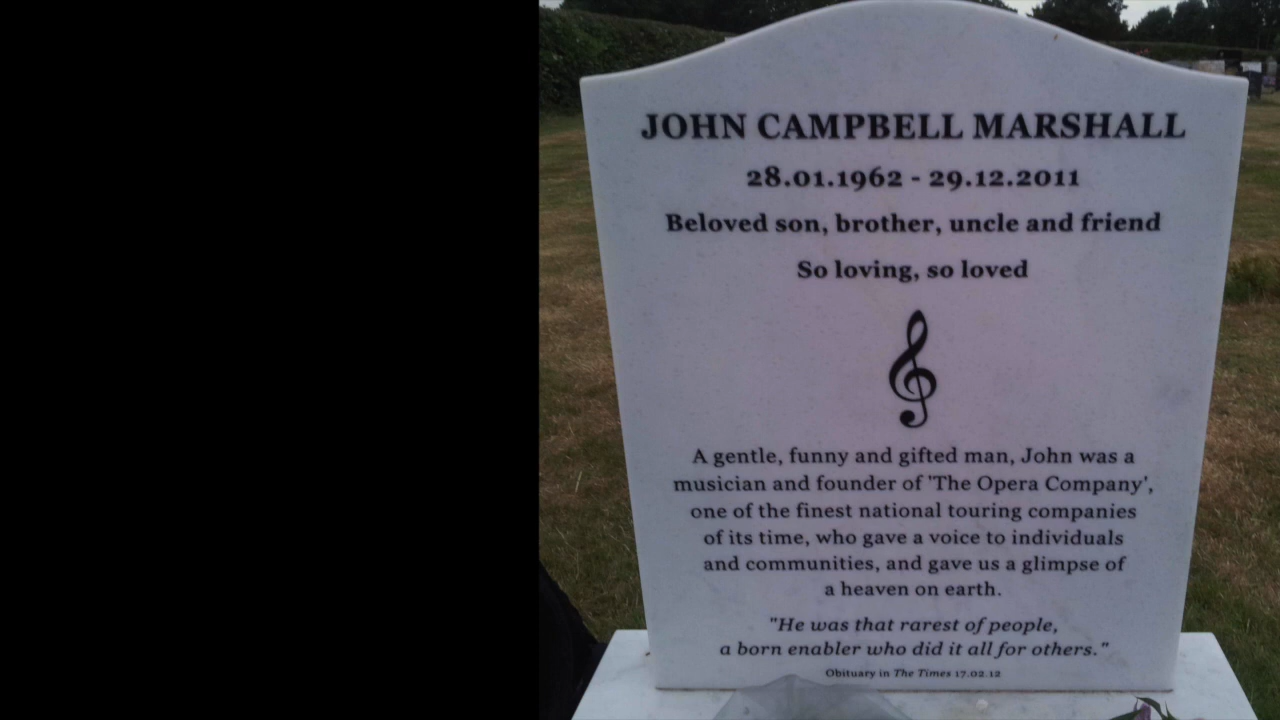 JOHN CAMPBELL MARSHALL
28.01.1962 - 29.12.2011
Beloved son, brother, uncle and friend
So loving, so loved
A gentle, funny and gifted man, John was a
musician and founder of 'The Opera Company',
one of the finest national touring companies
of its time, who gave a voice to individuals
and communities, and gave us a glimpse of
a heaven on earth.
"He was that rarest of people,
a born enabler who did it all for others."
Obituary in The Times 17.02.12